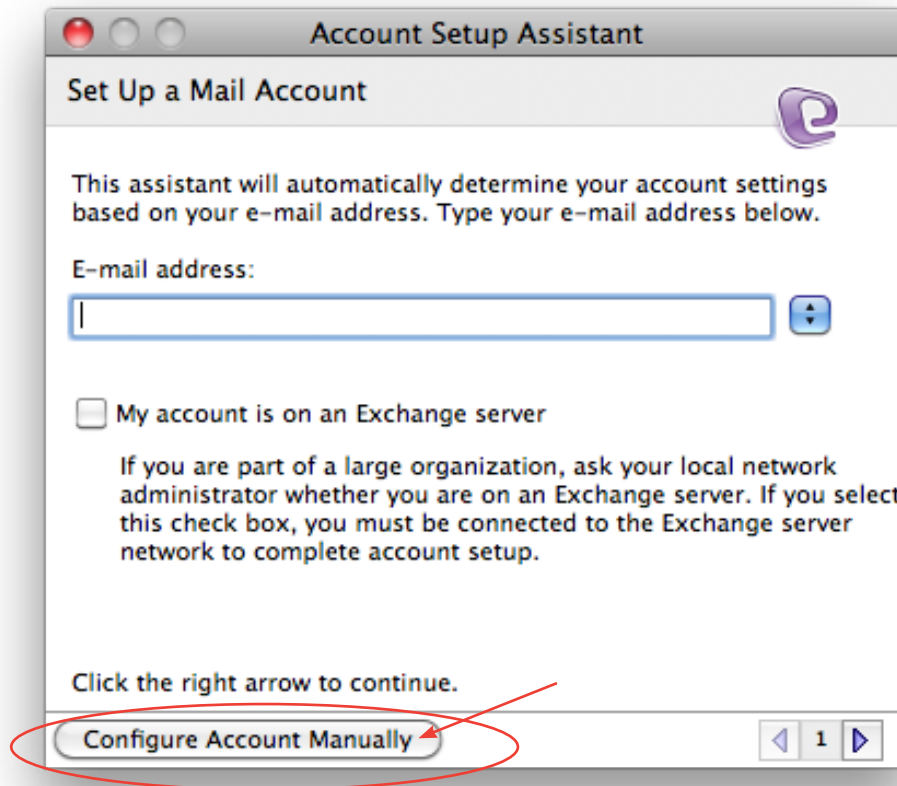 Account Setup Assistant
Set Up a Mail Account
This assistant will automatically determine your account settings
based on your e-mail address. Type your e-mail address below.
E-mail address:
My account is on an Exchange server
If you are part of a large organization, ask your local network
administrator whether you are on an Exchange server. If you select
this check box, you must be connected to the Exchange server
network to complete account setup.
Click the right arrow to continue.
Configure Account Manually
1